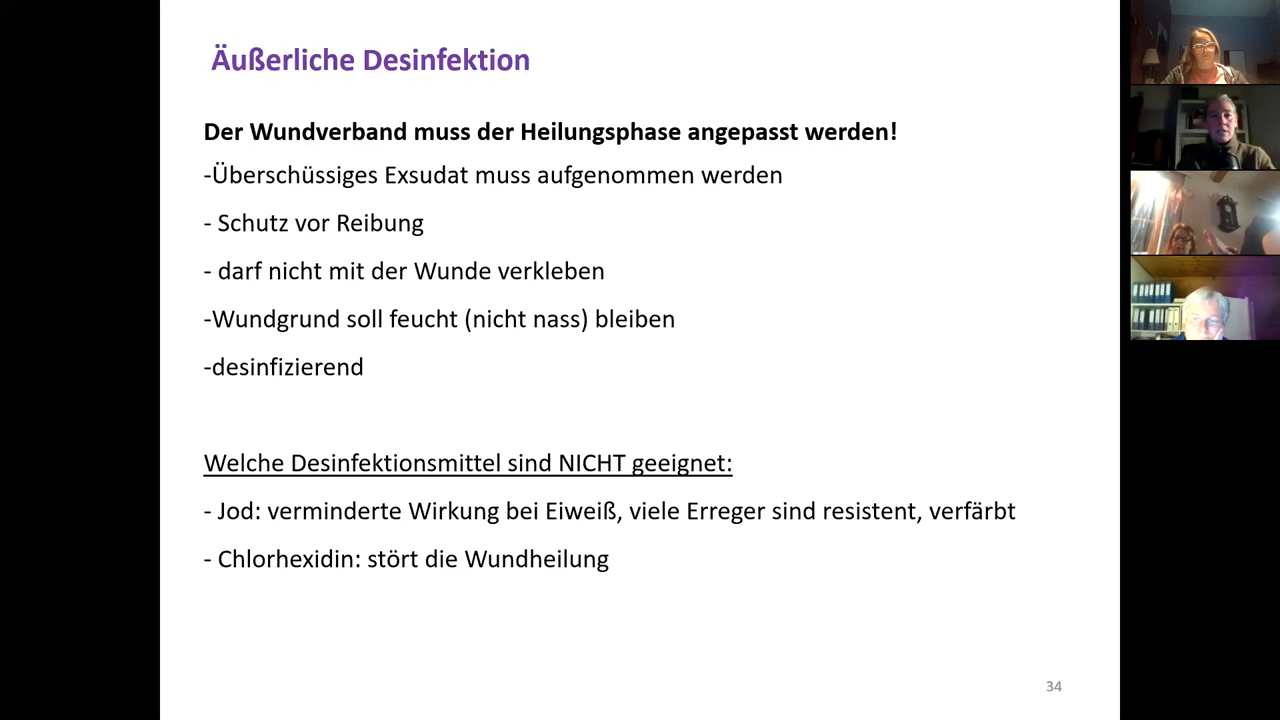 Äußerliche Desinfektion
Der Wundverband muss der Heilungsphase angepasst werden!
-Überschüssiges Exsudat muss aufgenommen werden
- Schutz vor Reibung
- darf nicht mit der Wunde verkleben
-Wundgrund soll feucht (nicht nass) bleiben
-desinfizierend
Welche Desinfektionsmittel sind NICHT geeignet:
- Jod: verminderte Wirkung bei Eiweiß, viele Erreger sind resistent, verfärbt
- Chlorhexidin: stört die Wundheilung
34